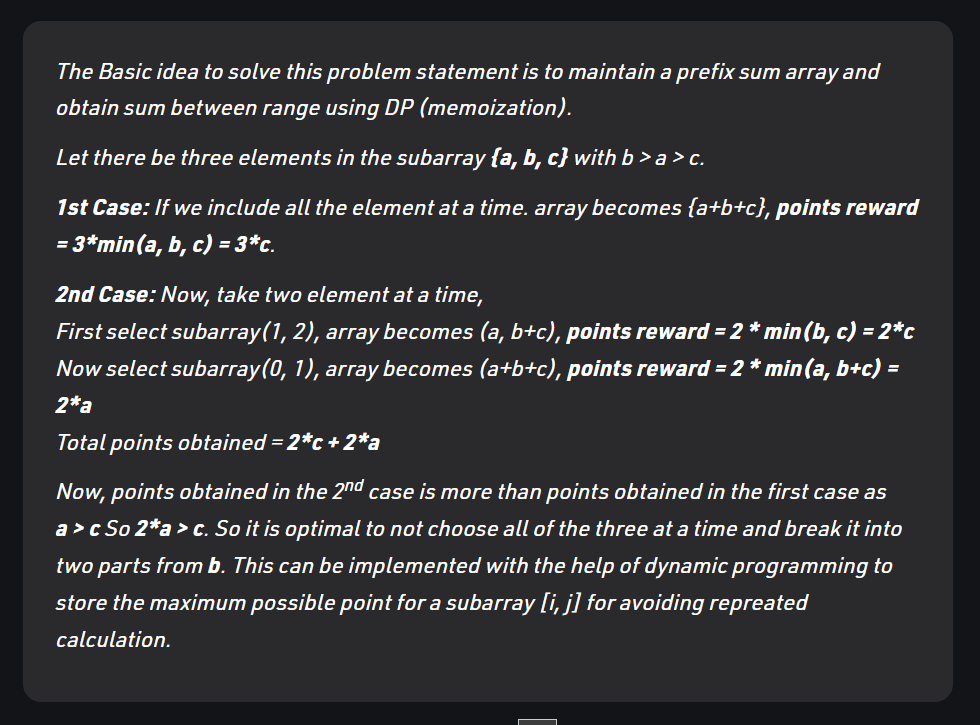 The Basic idea to solve this problem statement is to maintain a prefix sum array and
obtain sum between range using DP (memoization).
Let there be three elements in the subarray {a, b, c} with b > a > c.
1st Case: If we include all the element at a time. array becomes {a+b+c}, points reward
= 3*min(a, b, c) = 3*c.
2nd Case: Now, take two element at a time,
First select subarray(1, 2), array becomes (a, b+c), points reward = 2 * min(b, c) = 2*c
Now select subarray(0, 1), array becomes (a+b+c), points reward = 2 * min(a, b+c) =
2*a
Total points obtained = 2*c + 2*a
Now, points obtained in the 2nd case is more than points obtained in the first case as
a > c So 2*a > c. So it is optimal to not choose all of the three at a time and break it into
two parts from b. This can be implemented with the help of dynamic programming to
store the maximum possible point for a subarray [i, j] for avoiding repreated
calculation.